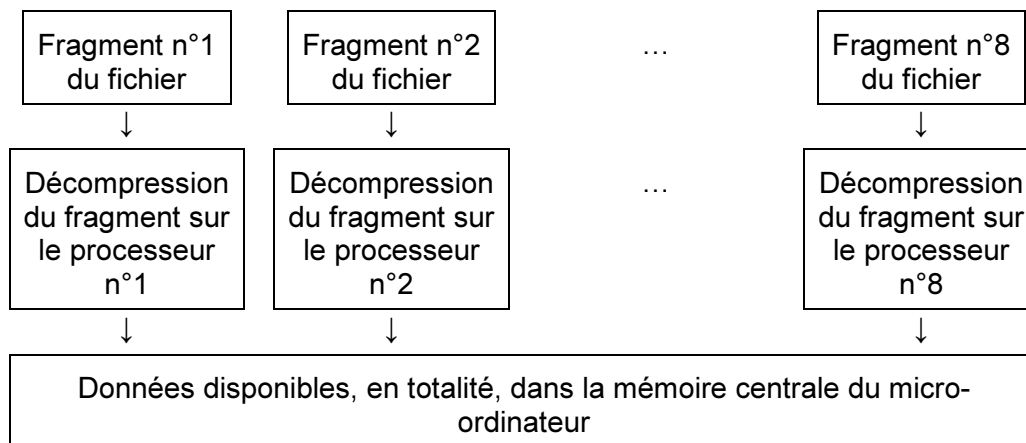 Fragment n°1
du fichier
Fragment n°2
du fichier
…
Fragment n°8
du fichier
↓
↓
↓
Décompression
du fragment sur
le processeur
n°1
Décompression
du fragment sur
le processeur
n°2
…
Décompression
du fragment sur
le processeur
n°8
↓
↓
↓
Données disponibles, en totalité, dans la mémoire centrale du micro-
ordinateur